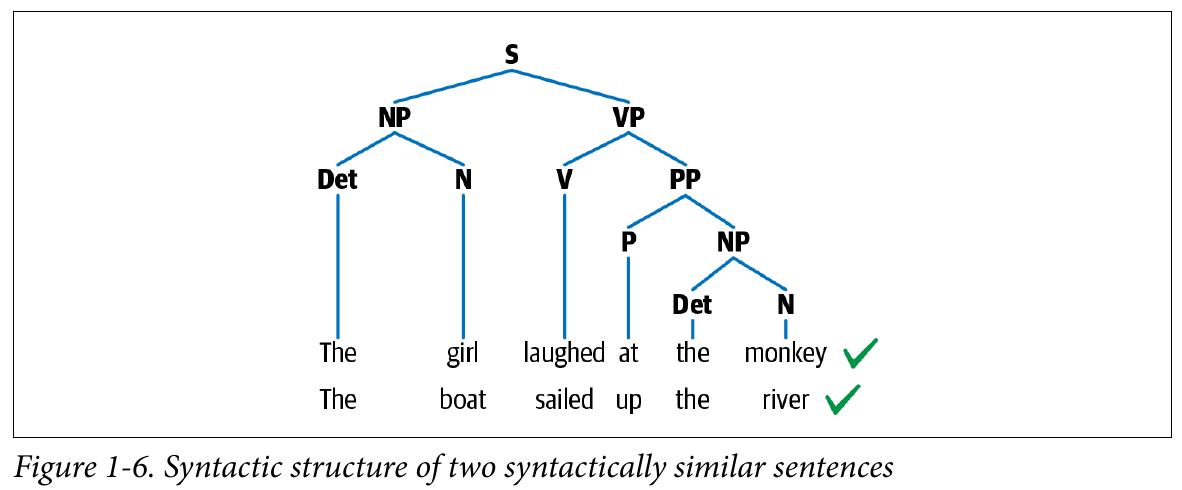 S
NP VP
Det N V PP
P NP
Det N
The girl laughed at the monkey
The boat sailed up the river
Figure 1-6. Syntactic structure of two syntactically similar sentences